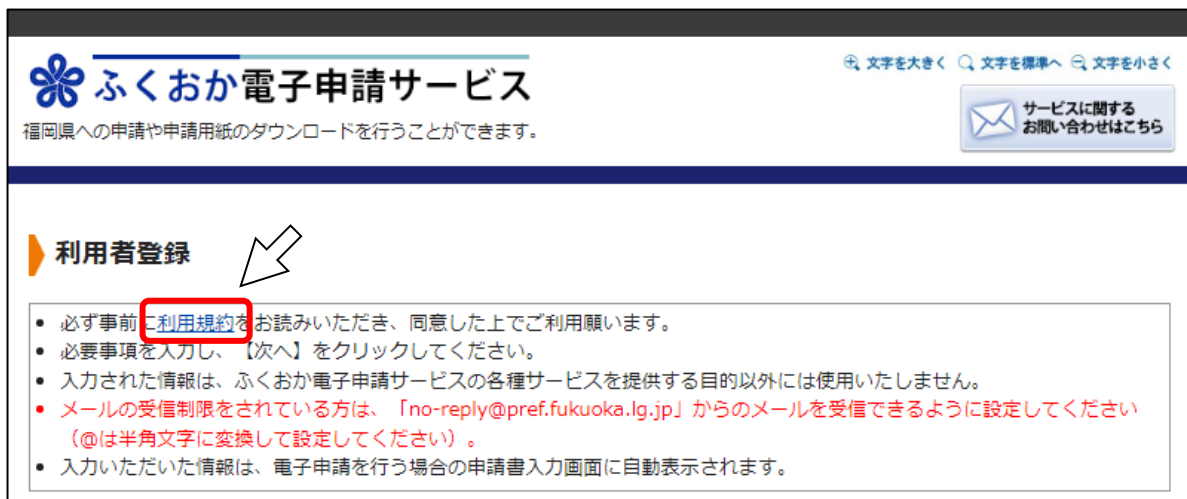 ふくおか電子申請サービス
文字を大きく 文字を標準へ 文字を小さく
福岡県への申請や申請用紙のダウンロードを行うことができます。
サービスに関する
お問い合わせはこちら
利用者登録
• 必ず事前に利用規約をお読みいただき、同意した上でご利用願います。
• 必要事項を入力し、【次へ】をクリックしてください。
• 入力された情報は、ふくおか電子申請サービスの各種サービスを提供する目的以外には使用いたしません。
• メールの受信制限をされている方は、「no-reply@pref.fukuoka.lg.jp」からのメールを受信できるように設定してください
（@は半角文字に変換して設定してください）。
• 入力いただいた情報は、電子申請を行う場合の申請書入力画面に自動表示されます。